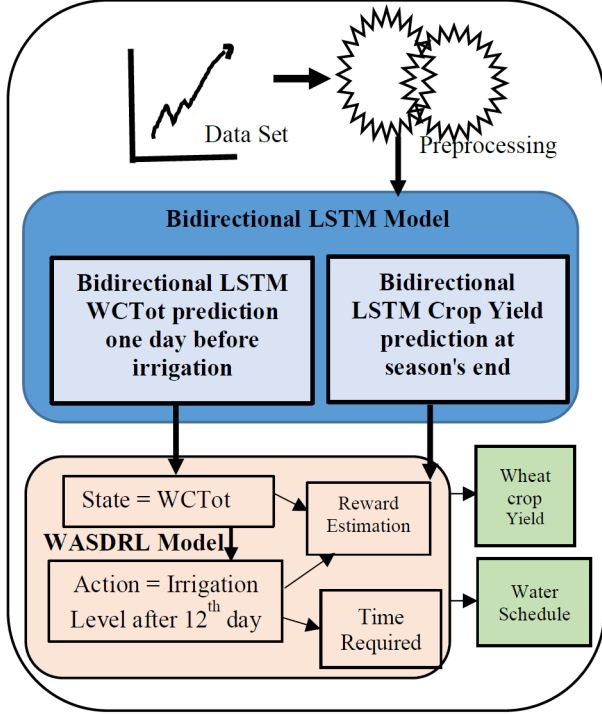 Data Set
Preprocessing
Bidirectional LSTM Model
Bidirectional LSTM
WCTot prediction
one day before
irrigation
Bidirectional
LSTM Crop Yield
prediction at
season's end
State = WCTot
Reward
Estimation
Wheat
crop
Yield
WASDRL Model
Action = Irrigation
Level after 12th day
Time
Required
Water
Schedule